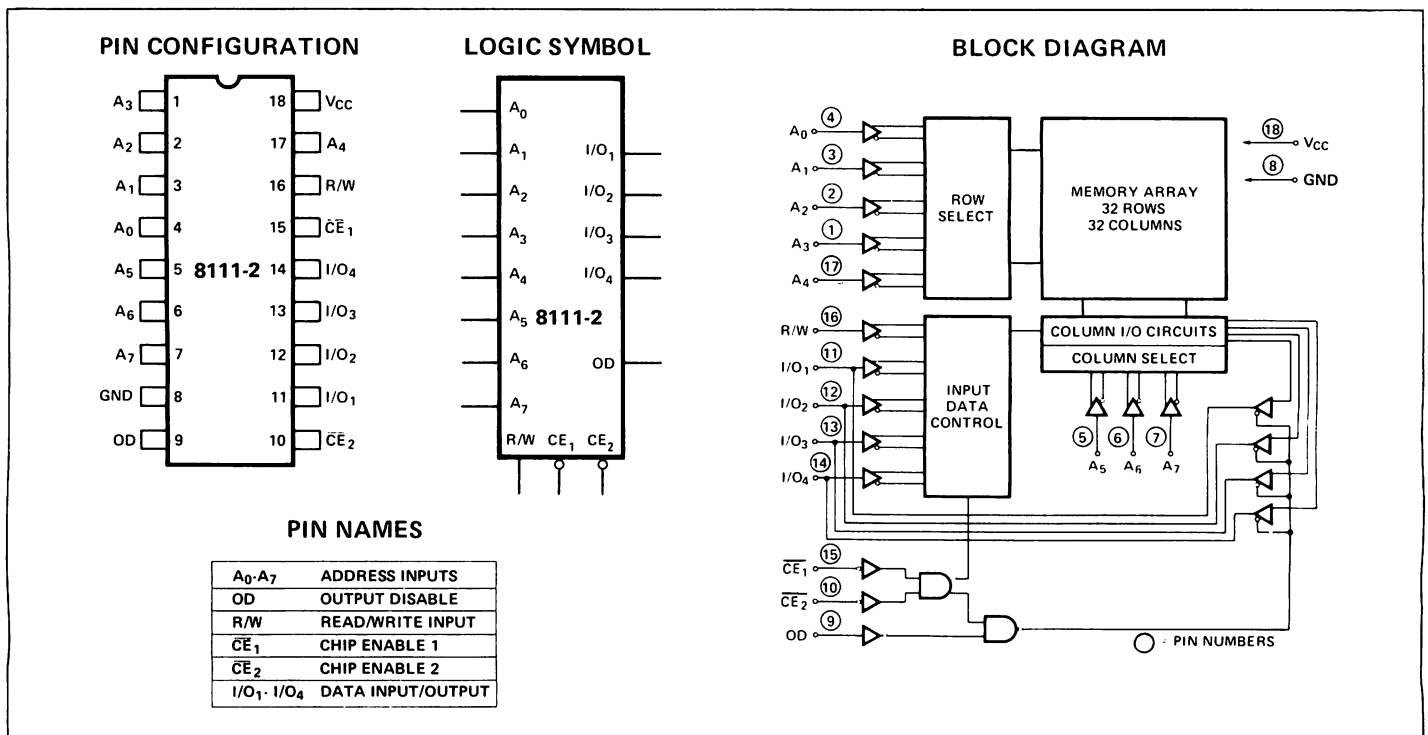 PIN CONFIGURATION
A3 1 18 VCC
A2 2 17 A4
A1 3 16 R/W
A0 4 15 C̅E̅1
A5 5 8111-2 14 I/O4
A6 6 13 I/O3
A7 7 12 I/O2
GND 8 11 I/O1
OD 9 10 C̅E̅2
LOGIC SYMBOL
A0
A1 I/O1
A2 I/O2
A3 I/O3
A4 I/O4
A5 8111-2
A6 OD
A7
R/W CE1 CE2
PIN NAMES
A0-A7 ADDRESS INPUTS
OD OUTPUT DISABLE
R/W READ/WRITE INPUT
C̅E̅1 CHIP ENABLE 1
C̅E̅2 CHIP ENABLE 2
I/O1-I/O4 DATA INPUT/OUTPUT
BLOCK DIAGRAM
A0 4
A1 3
A2 2
A3 1
A4 17
ROW
SELECT
MEMORY ARRAY
32 ROWS
32 COLUMNS
18 VCC
8 GND
R/W 16
I/O1 11
I/O2 12
I/O3 13
I/O4 14
INPUT
DATA
CONTROL
COLUMN I/O CIRCUITS
COLUMN SELECT
5 6 7
A5 A6 A7
C̅E̅1 15
C̅E̅2 10
OD 9
: PIN NUMBERS